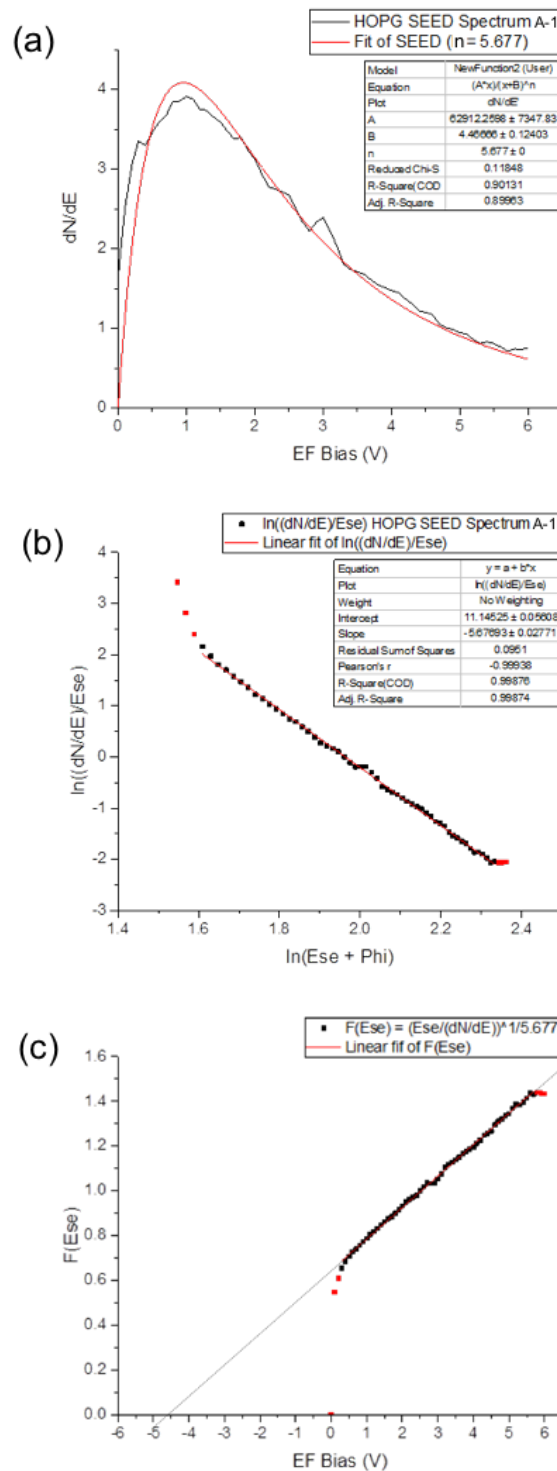 (a)
HOPG SEED Spectrum A-1
Fit of SEED (n = 5.677)
Model NewFunction2 (User)
Equation (A*x)/(x+B)^n
Plot dN/dE
A 62912.2598 ± 7347.83
B 4.46666 ± 0.12403
n 5.677 ± 0
Reduced Chi-S 0.11848
R-Square(COD 0.90131
Adj. R-Square 0.89963
4
3
2
1
0
dN/dE
0 1 2 3 4 5 6
EF Bias (V)
(b)
ln((dN/dE)/Ese) HOPG SEED Spectrum A-1
Linear fit of ln((dN/dE)/Ese)
Equation y = a + b*x
Plot ln((dN/dE)/Ese)
Weight No Weighting
Intercept 11.14525 ± 0.05608
Slope -5.67693 ± 0.02771
Residual Sum of Squares 0.0951
Pearson's r -0.99938
R-Square(COD) 0.99876
Adj. R-Square 0.99874
4
3
2
1
0
-1
-2
-3
ln((dN/dE)/Ese)
1.4 1.6 1.8 2.0 2.2 2.4
ln(Ese + Phi)
(c)
F(Ese) = (Ese/(dN/dE))^1/5.677
Linear fif of F(Ese)
1.6
1.4
1.2
1.0
0.8
0.6
0.4
0.2
0.0
F(Ese)
-6 -5 -4 -3 -2 -1 0 1 2 3 4 5 6
EF Bias (V)